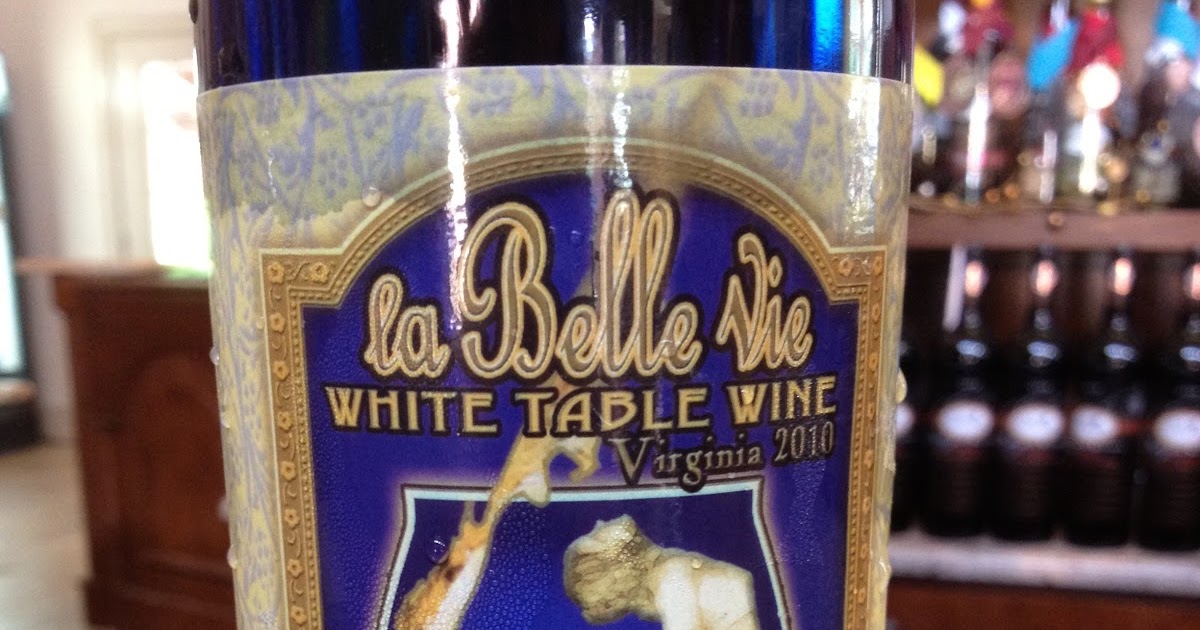 la Belle Vie
WHITE TABLE WINE
Virginia 2010